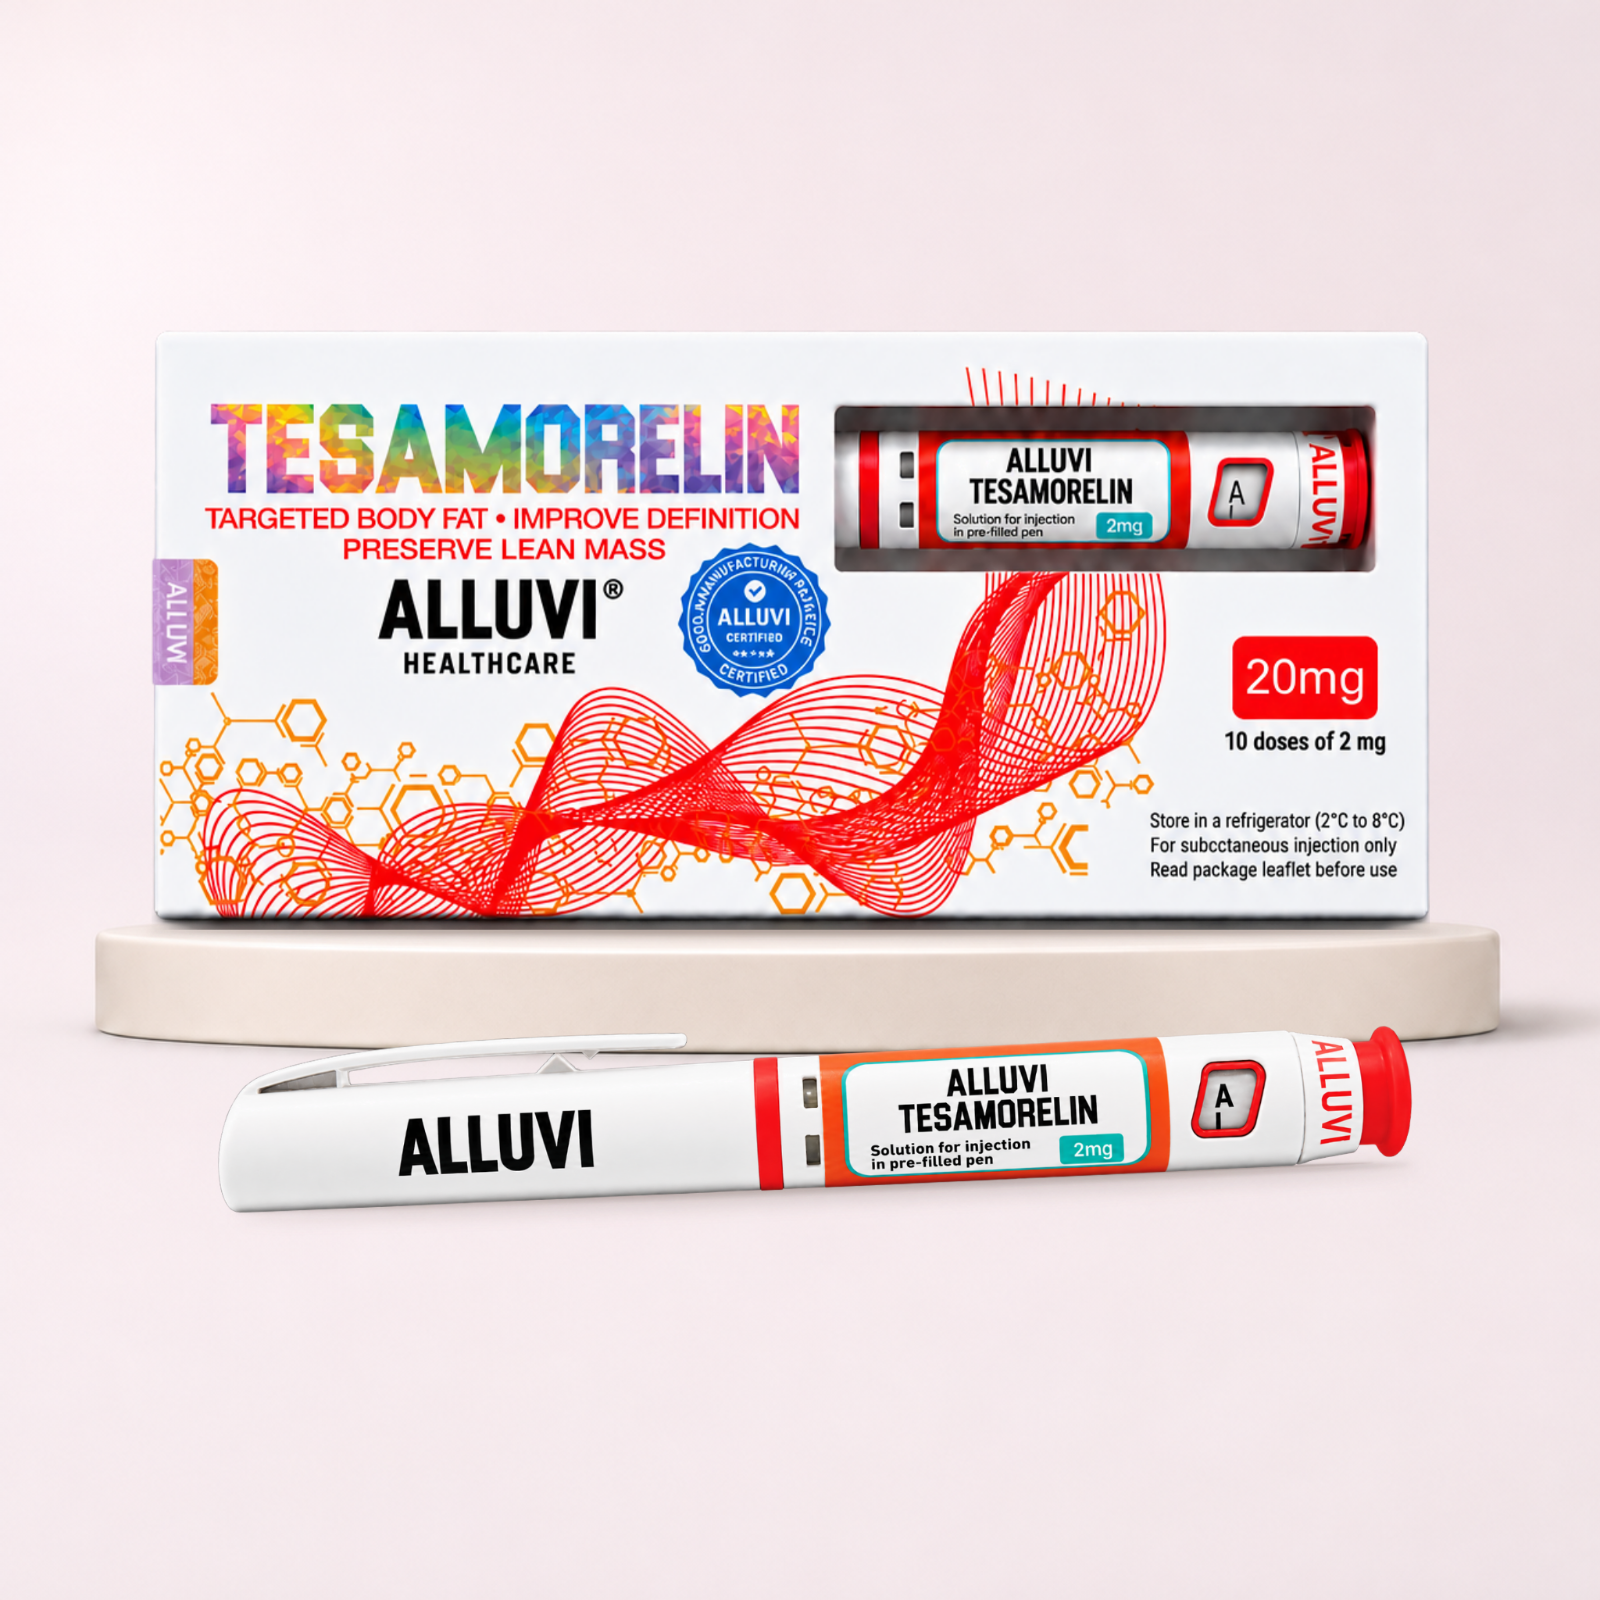 TESAMORELIN
TARGETED BODY FAT • IMPROVE DEFINITION
PRESERVE LEAN MASS
ALLUVI®
HEALTHCARE
ALLUVI
CERTIFIED
CERTIFIED
ALLUVI
TESAMORELIN
Solution for injection
in pre-filled pen
2mg
A
ALLUVI
20mg
10 doses of 2 mg
Store in a refrigerator (2°C to 8°C)
For subcctaneous injection only
Read package leaflet before use
ALLUVI
ALLUVI
TESAMORELIN
Solution for injection
in pre-filled pen
2mg
A
ALLUVI